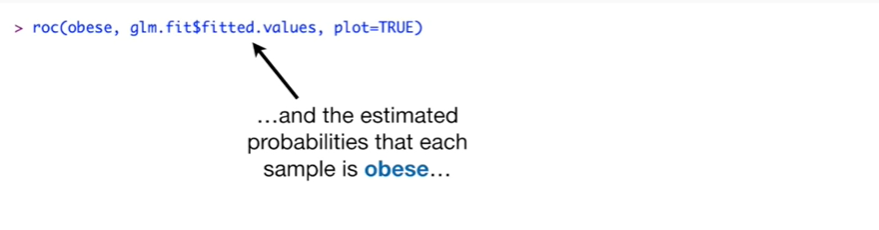 > roc(obese, glm.fit$fitted.values, plot=TRUE)
...and the estimated
probabilities that each
sample is obese...